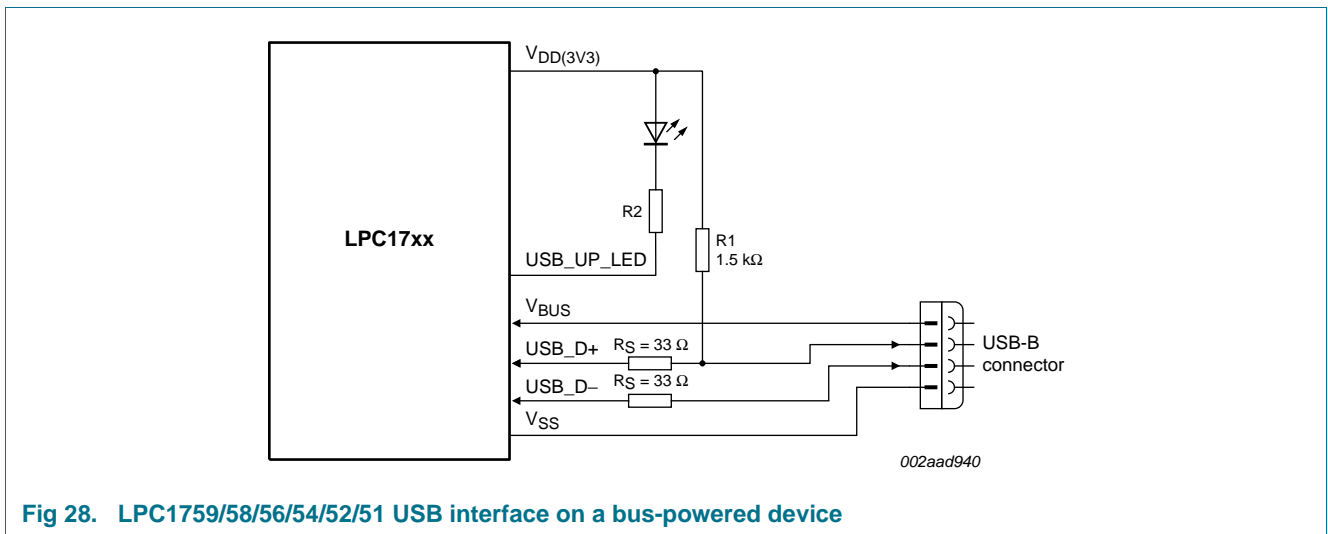 VDD(3V3)
R2
LPC17xx
R1
1.5 kΩ
USB_UP_LED
VBUS
USB_D+ RS = 33 Ω
USB-B
connector
USB_D− RS = 33 Ω
VSS
002aad940
Fig 28. LPC1759/58/56/54/52/51 USB interface on a bus-powered device